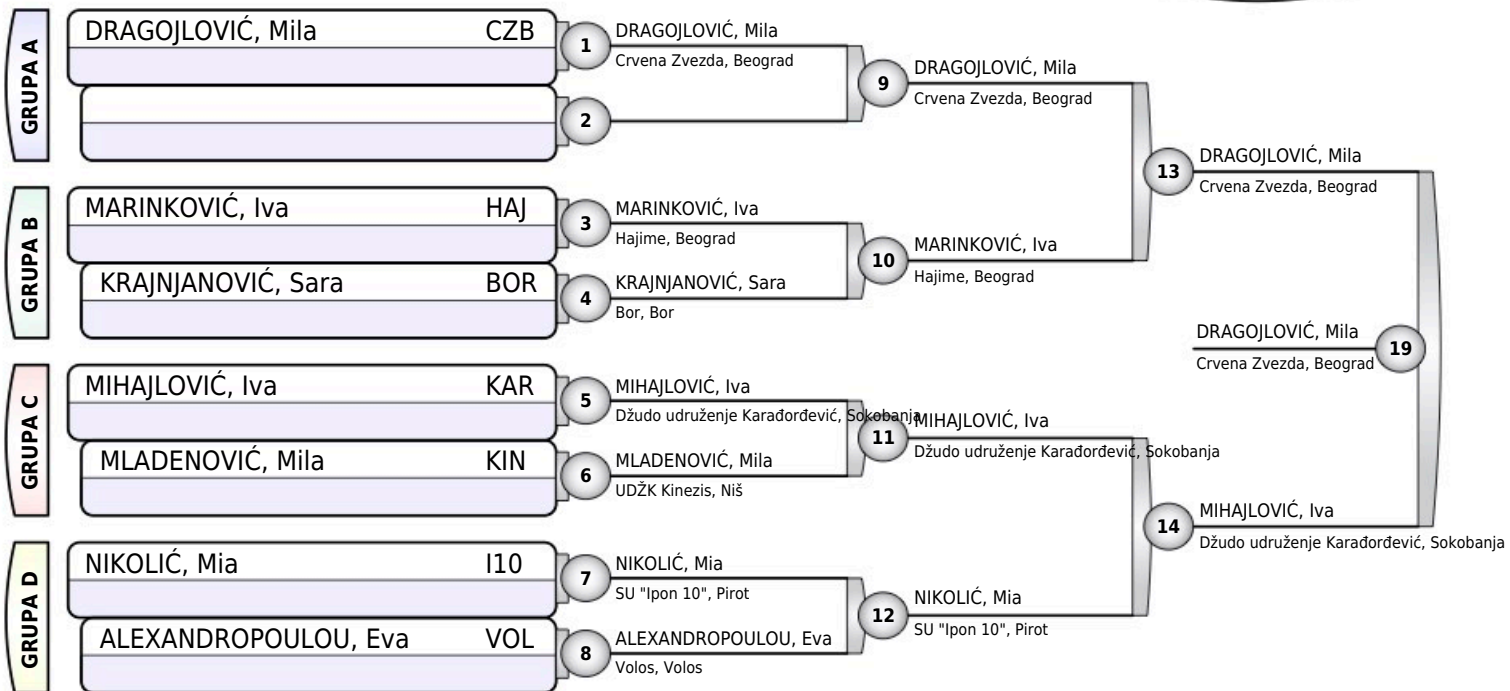 GRUPA A
DRAGOJLOVIĆ, Mila CZB
1
DRAGOJLOVIĆ, Mila
Crvena Zvezda, Beograd
2
9
DRAGOJLOVIĆ, Mila
Crvena Zvezda, Beograd
13
DRAGOJLOVIĆ, Mila
Crvena Zvezda, Beograd
GRUPA B
MARINKOVIĆ, Iva HAJ
3
MARINKOVIĆ, Iva
Hajime, Beograd
KRAJNJANOVIĆ, Sara BOR
4
KRAJNJANOVIĆ, Sara
Bor, Bor
10
MARINKOVIĆ, Iva
Hajime, Beograd
DRAGOJLOVIĆ, Mila
Crvena Zvezda, Beograd
19
GRUPA C
MIHAJLOVIĆ, Iva KAR
5
MIHAJLOVIĆ, Iva
Džudo udruženje Karađorđević, Sokobanja
MLADENOVIĆ, Mila KIN
6
MLADENOVIĆ, Mila
UDŽK Kinezis, Niš
11
MIHAJLOVIĆ, Iva
Džudo udruženje Karađorđević, Sokobanja
14
MIHAJLOVIĆ, Iva
Džudo udruženje Karađorđević, Sokobanja
GRUPA D
NIKOLIĆ, Mia I10
7
NIKOLIĆ, Mia
SU "Ipon 10", Pirot
ALEXANDROPOULOU, Eva VOL
8
ALEXANDROPOULOU, Eva
Volos, Volos
12
NIKOLIĆ, Mia
SU "Ipon 10", Pirot